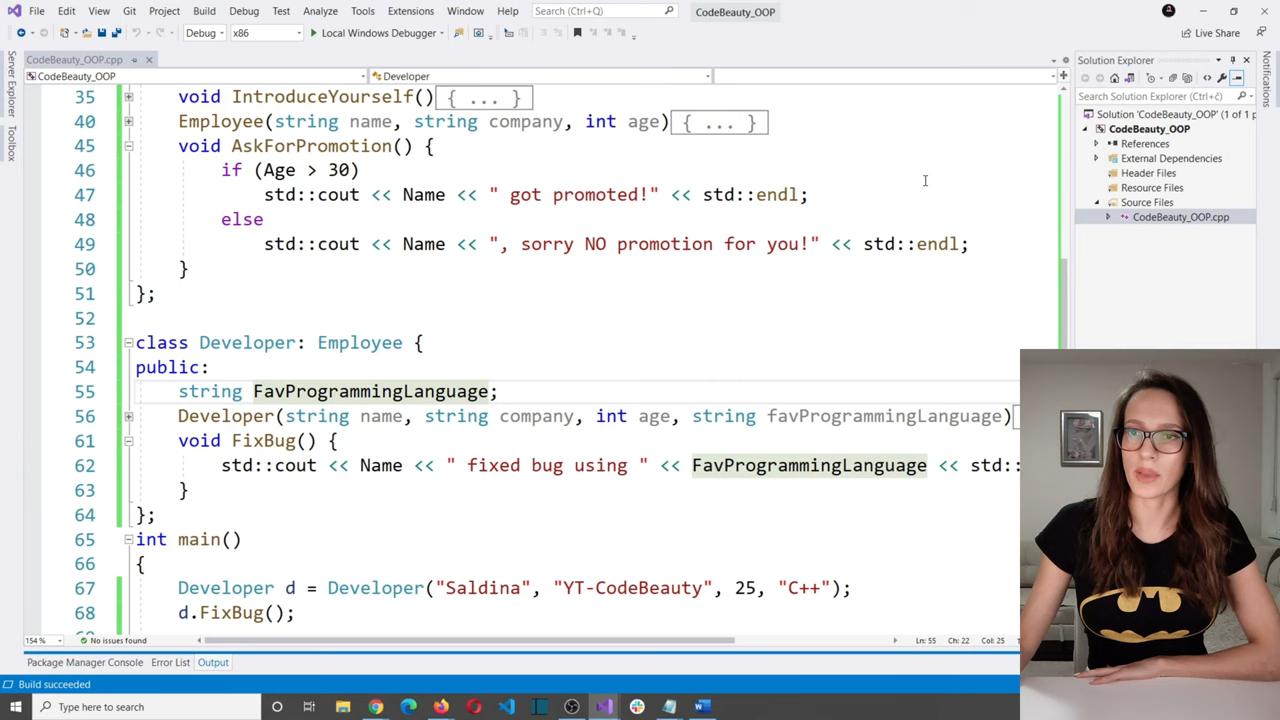 File Edit View Git Project Build Debug Test Analyze Tools Extensions Window Help Search (Ctrl+Q) CodeBeauty_OOP
Debug x86 Local Windows Debugger Live Share
CodeBeauty_OOP.cpp
CodeBeauty_OOP Developer
Server Explorer
Toolbox
35 void IntroduceYourself() { ... }
40 Employee(string name, string company, int age) { ... }
45 void AskForPromotion() {
46 if (Age > 30)
47 std::cout << Name << " got promoted!" << std::endl;
48 else
49 std::cout << Name << ", sorry NO promotion for you!" << std::endl;
50 }
51 };
52
53 class Developer: Employee {
54 public:
55 string FavProgrammingLanguage;
56 Developer(string name, string company, int age, string favProgrammingLanguage)
61 void FixBug() {
62 std::cout << Name << " fixed bug using " << FavProgrammingLanguage << std::
63 }
64 };
65 int main()
66 {
67 Developer d = Developer("Saldina", "YT-CodeBeauty", 25, "C++");
68 d.FixBug();
154 % No issues found Ln: 55 Ch: 22 Col: 25
Solution Explorer
Search Solution Explorer (Ctrl+č)
Solution 'CodeBeauty_OOP' (1 of 1 p
CodeBeauty_OOP
References
External Dependencies
Header Files
Resource Files
Source Files
CodeBeauty_OOP.cpp
Notifications
Package Manager Console Error List Output
Build succeeded
Type here to search